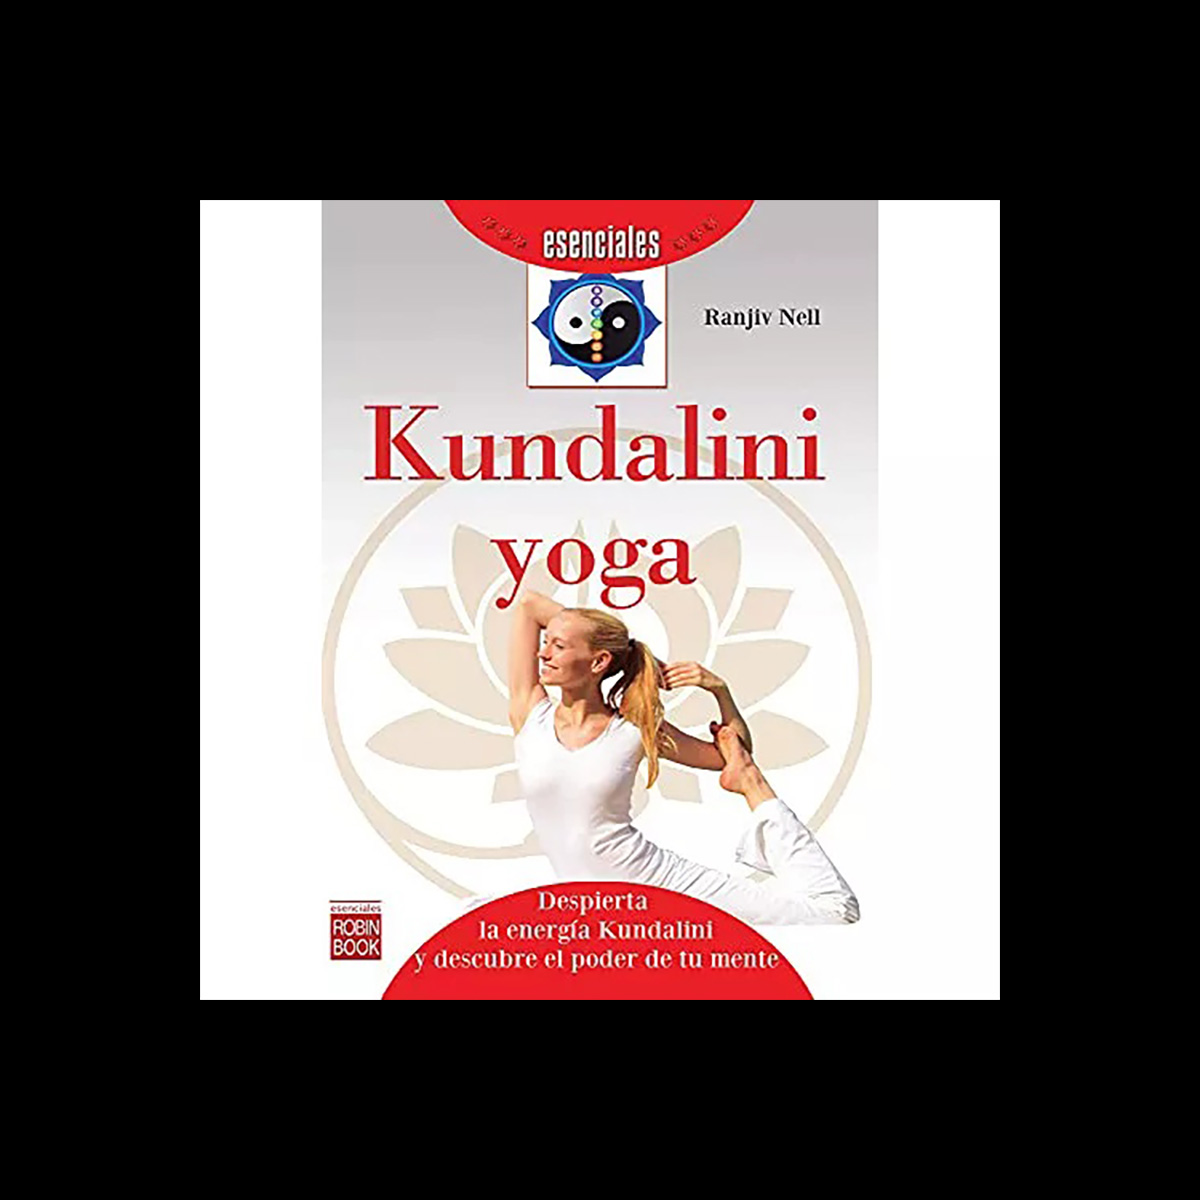 esenciales
Ranjiv Nell
Kundalini
yoga
Despierta
la energía Kundalini
y descubre el poder de tu mente
esenciales
ROBIN
BOOK